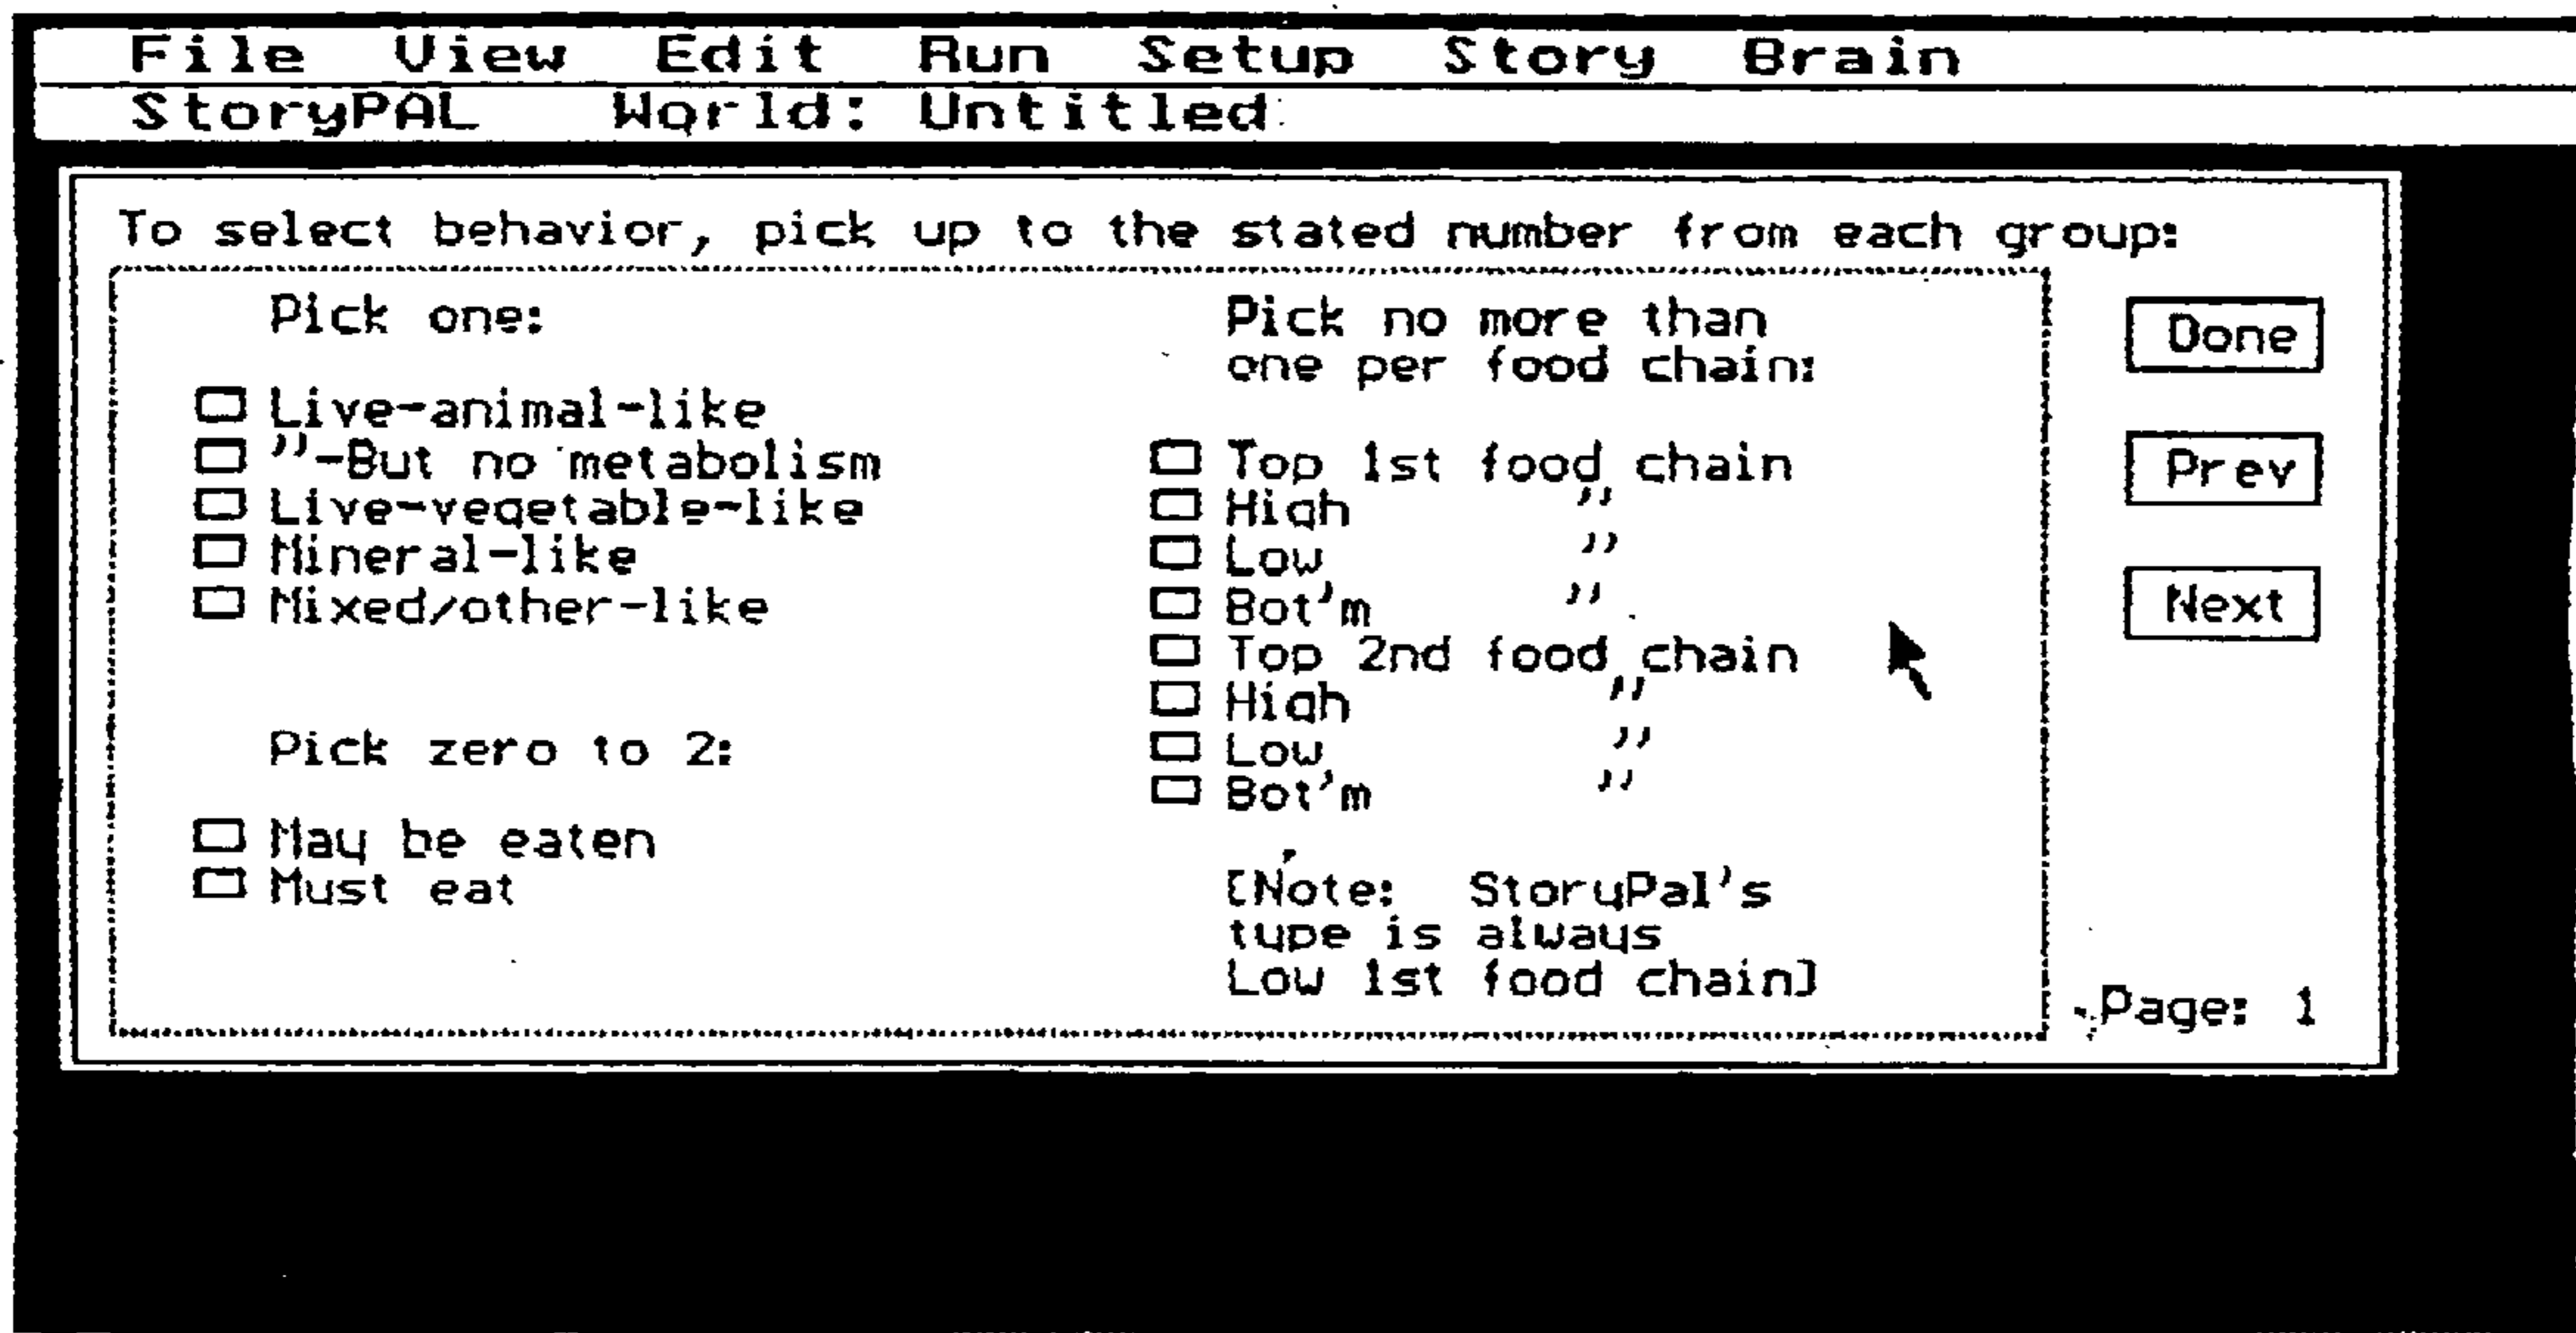 File View Edit Run Setup Story Brain
StoryPAL World: Untitled
To select behavior, pick up to the stated number from each group:
Pick one:
Live-animal-like
"-But no metabolism
Live-vegetable-like
Mineral-like
Mixed/other-like
Pick zero to 2:
May be eaten
Must eat
Pick no more than
one per food chain:
Top 1st food chain
High "
Low "
Bot'm "
Top 2nd food chain
High "
Low "
Bot'm "
[Note: StoryPal's
type is always
Low 1st food chain]
Done
Prev
Next
Page: 1